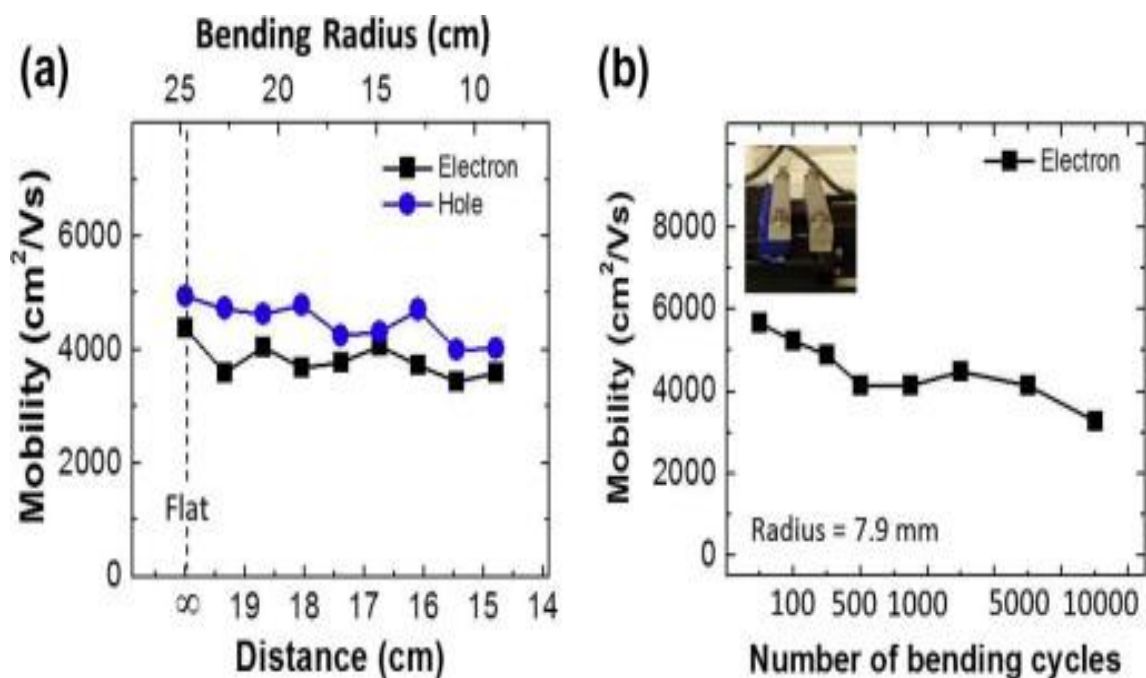 (a)
Bending Radius (cm)
25 20 15 10
Electron
Hole
Mobility (cm²/Vs)
6000
4000
2000
0
Flat
∞ 19 18 17 16 15 14
Distance (cm)
(b)
Electron
Mobility (cm²/Vs)
8000
6000
4000
2000
0
Radius = 7.9 mm
100 500 1000 5000 10000
Number of bending cycles